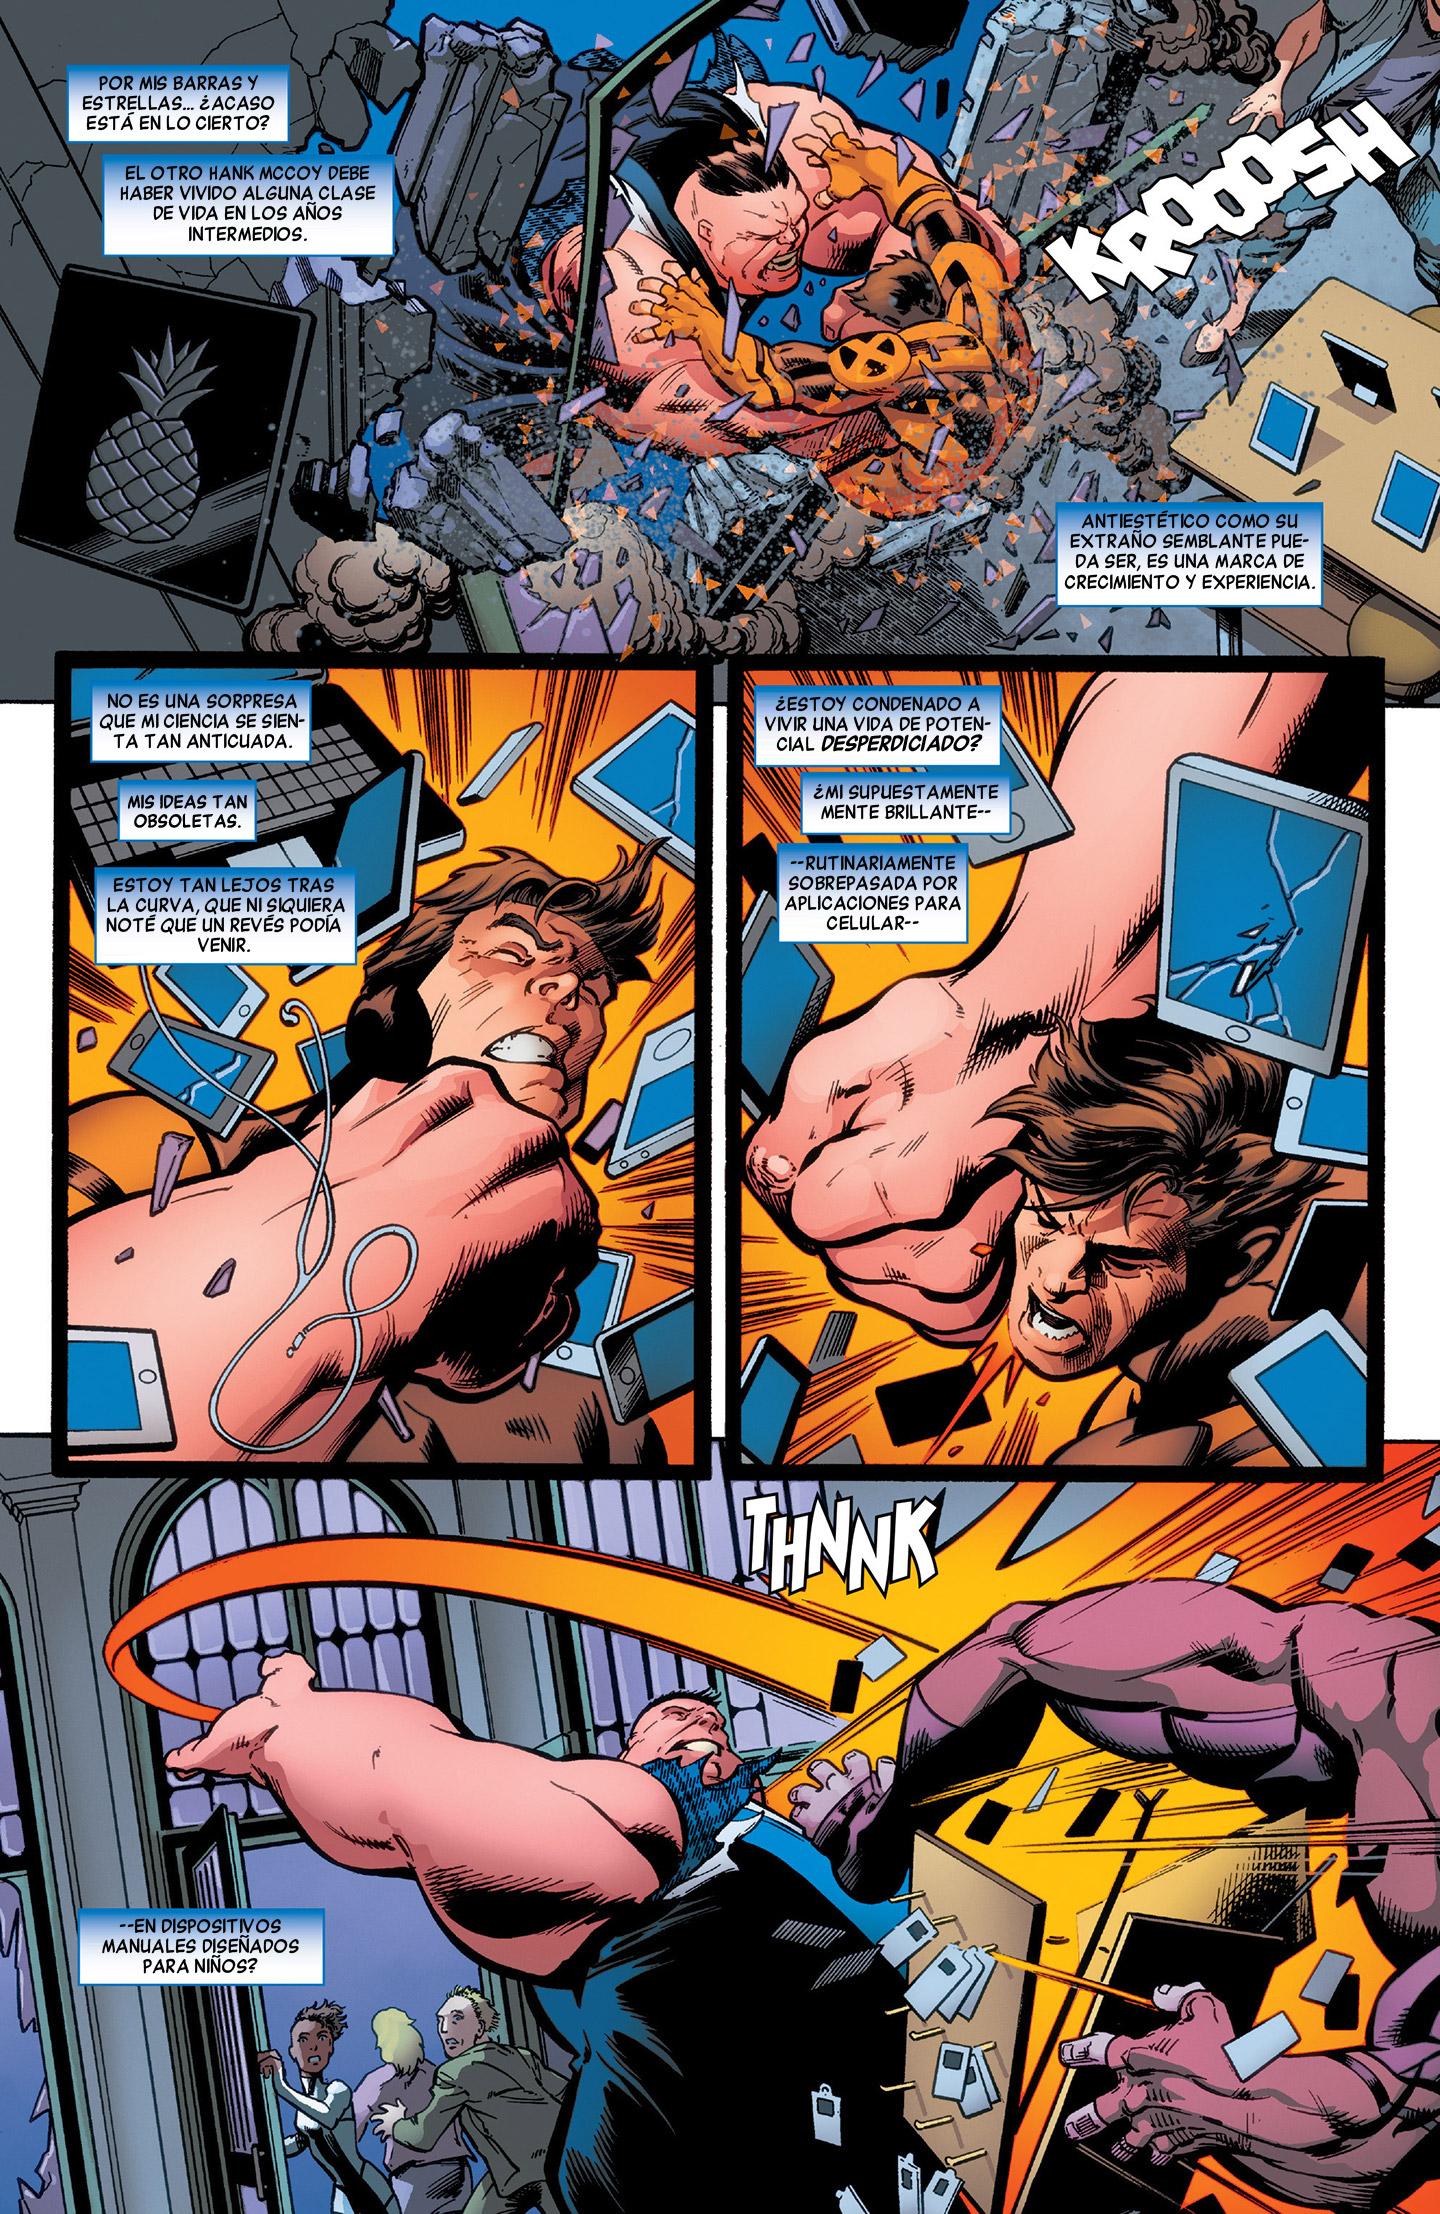 POR MIS BARRAS Y
ESTRELLAS... ¿ACASO
ESTÁ EN LO CIERTO?
EL OTRO HANK MCCOY DEBE
HABER VIVIDO ALGUNA CLASE
DE VIDA EN LOS AÑOS
INTERMEDIOS.
KROOOSH
ANTIESTÉTICO COMO SU
EXTRAÑO SEMBLANTE PUE-
DA SER, ES UNA MARCA DE
CRECIMIENTO Y EXPERIENCIA.
NO ES UNA SORPRESA
QUE MI CIENCIA SE SIEN-
TA TAN ANTICUADA.
MIS IDEAS TAN
OBSOLETAS.
ESTOY TAN LEJOS TRAS
LA CURVA, QUE NI SIQUIERA
NOTÉ QUE UN REVÉS PODÍA
VENIR.
¿ESTOY CONDENADO A
VIVIR UNA VIDA DE POTEN-
CIAL DESPERDICIADO?
¿MI SUPUESTAMENTE
MENTE BRILLANTE--
--RUTINARIAMENTE
SOBREPASADA POR
APLICACIONES PARA
CELULAR--
THNNK
--EN DISPOSITIVOS
MANUALES DISEÑADOS
PARA NIÑOS?